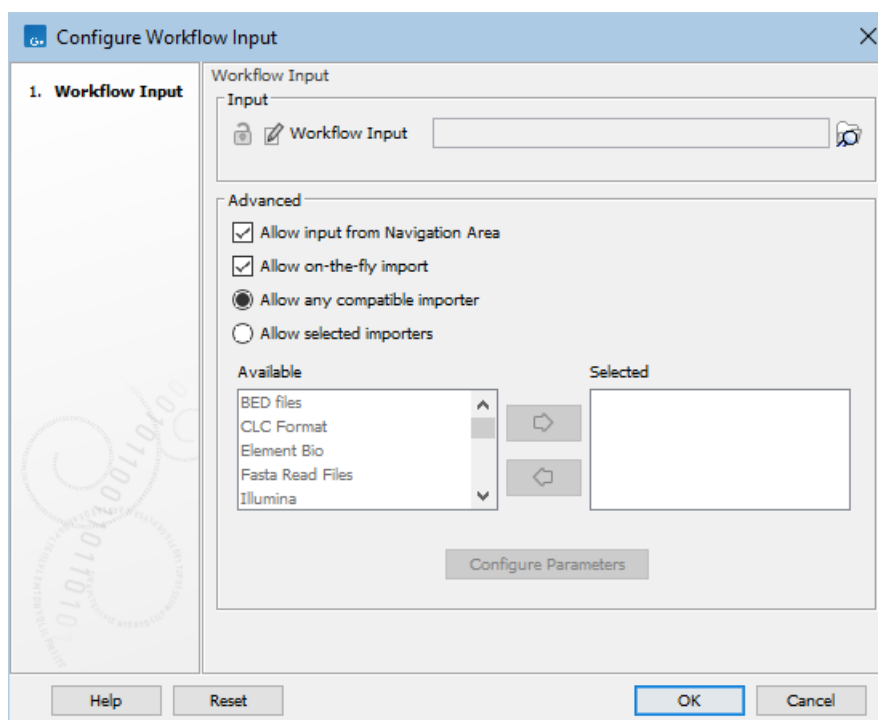 G.
Configure Workflow Input
1. Workflow Input
Workflow Input
Input
Workflow Input
Advanced
Allow input from Navigation Area
Allow on-the-fly import
Allow any compatible importer
Allow selected importers
Available
Selected
BED files
CLC Format
Element Bio
Fasta Read Files
Illumina
Configure Parameters
Help
Reset
OK
Cancel